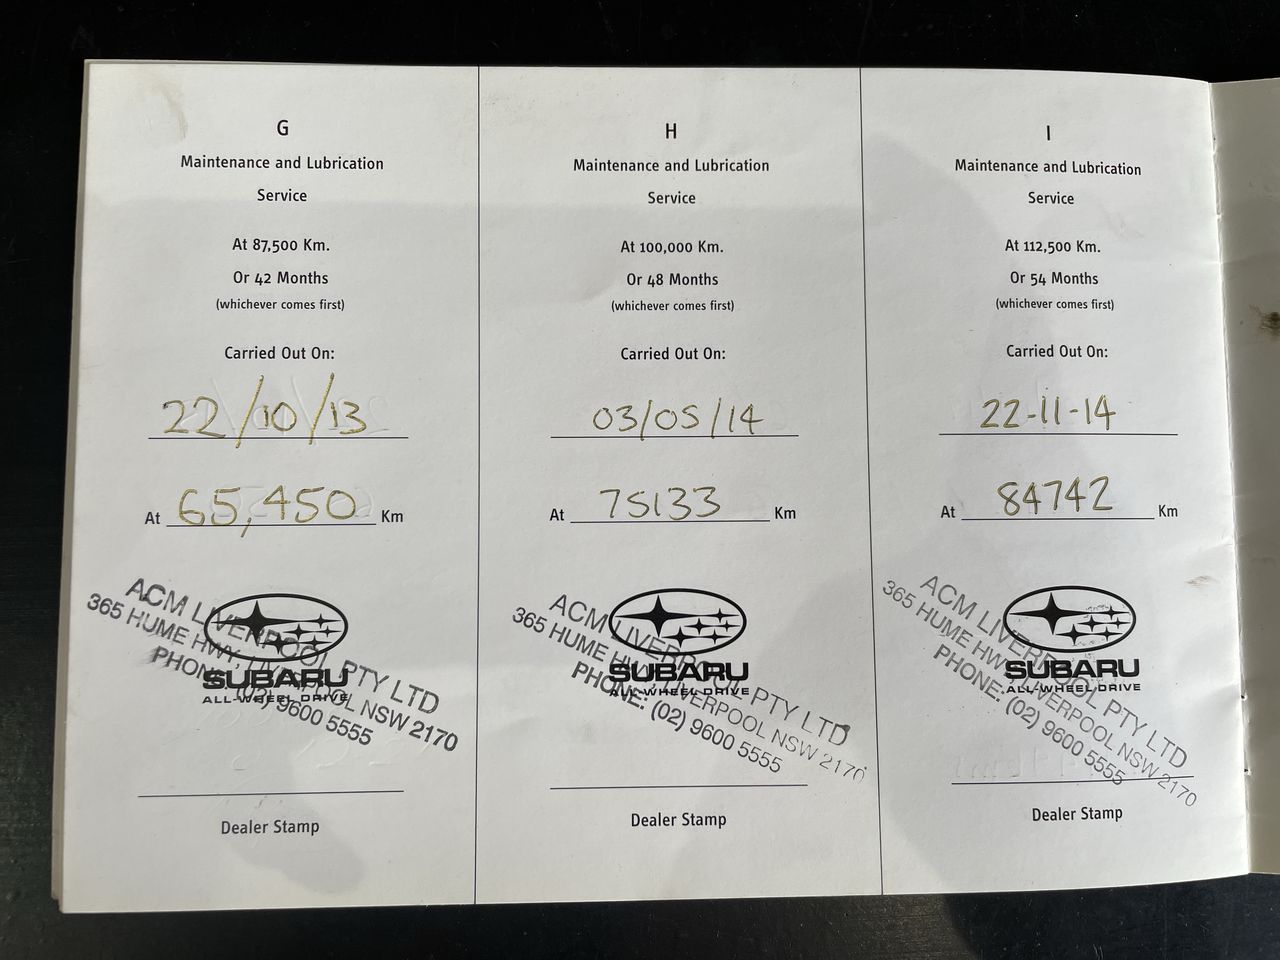 G
Maintenance and Lubrication
Service
At 87,500 Km.
Or 42 Months
(whichever comes first)
Carried Out On:
22/10/13
At 65,450 Km
SUBARU
ALL-WHEEL DRIVE
ACM LIVERPOOL PTY LTD
365 HUME HWY, LIVERPOOL NSW 2170
PHONE: (02) 9600 5555
Dealer Stamp
H
Maintenance and Lubrication
Service
At 100,000 Km.
Or 48 Months
(whichever comes first)
Carried Out On:
03/05/14
At 75133 Km
SUBARU
ALL-WHEEL DRIVE
ACM LIVERPOOL PTY LTD
365 HUME HWY, LIVERPOOL NSW 2170
PHONE: (02) 9600 5555
Dealer Stamp
I
Maintenance and Lubrication
Service
At 112,500 Km.
Or 54 Months
(whichever comes first)
Carried Out On:
22-11-14
At 84742 Km
SUBARU
ALL-WHEEL DRIVE
ACM LIVERPOOL PTY LTD
365 HUME HWY, LIVERPOOL NSW 2170
PHONE: (02) 9600 5555
Dealer Stamp